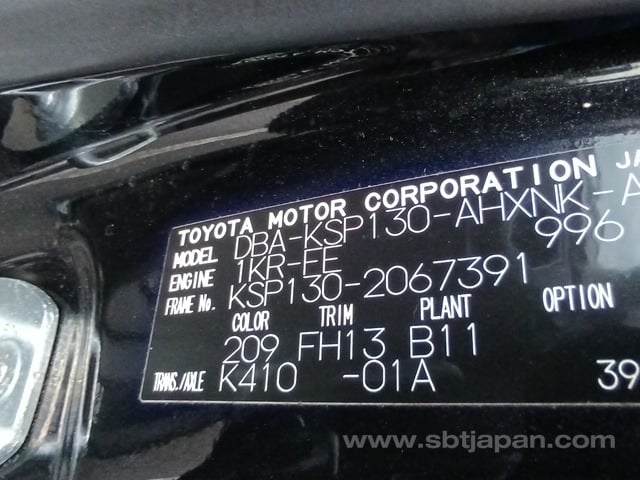 TOYOTA MOTOR CORPORATION JA
MODEL DBA-KSP130-AHXNK-A
ENGINE 1KR-FE 996
FRAME No. KSP130-2067391
COLOR TRIM PLANT OPTION
209 FH13 B11
TRANS./AXLE K410 -01A 39
www.sbtjapan.com